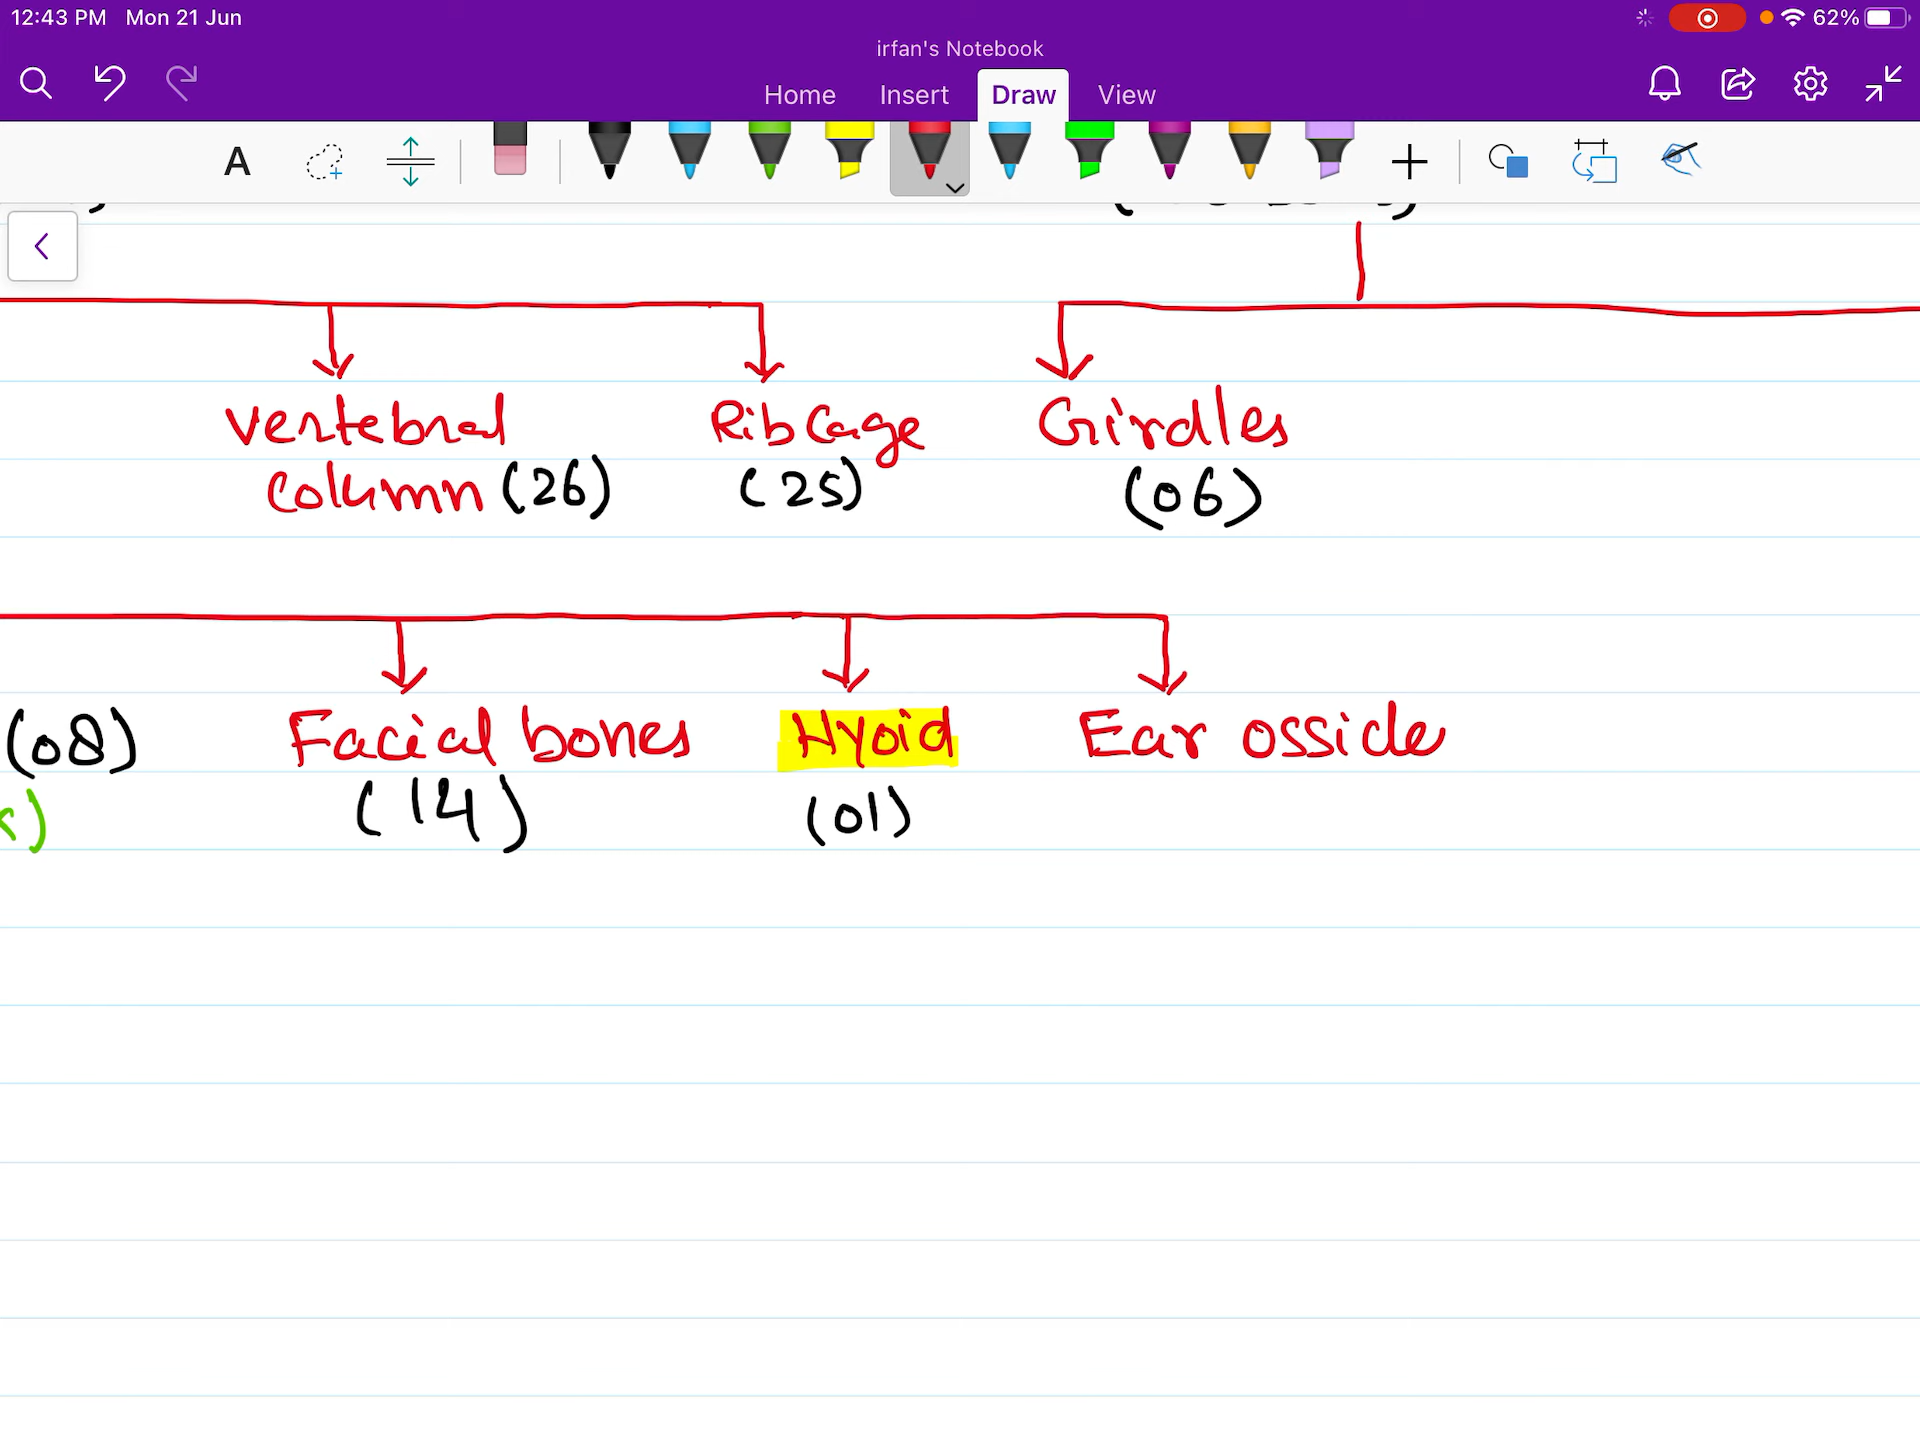 12:43 PM Mon 21 Jun
62%
irfan's Notebook
Home Insert Draw View
A
Vertebral Rib Cage Girdles
column (26) (25) (06)
(08) Facial bones Hyoid Ear ossicle
(14) (01)